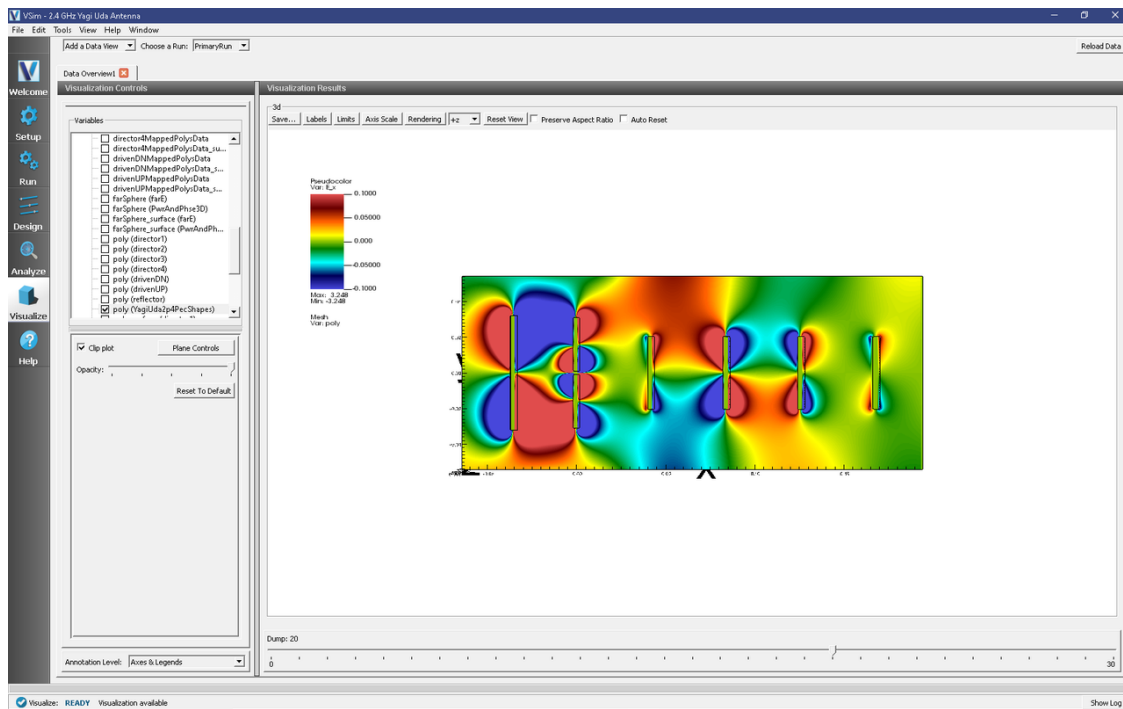 VSim - 2.4 GHz Yagi Uda Antenna
File Edit Tools View Help Window
Add a Data View Choose a Run: PrimaryRun Reload Data
Data Overview1
Welcome
Setup
Run
Design
Analyze
Visualize
Help
Visualization Controls
Variables
director4MappedPolysData
director4MappedPolysData_su...
drivenDNMappedPolysData
drivenDNMappedPolysData_s...
drivenUPMappedPolysData
drivenUPMappedPolysData_s...
farSphere (farE)
farSphere (PwrAndPhse3D)
farSphere_surface (farE)
farSphere_surface (PwrAndPh...
poly (director1)
poly (director2)
poly (director3)
poly (director4)
poly (drivenDN)
poly (drivenUP)
poly (reflector)
poly (YagiUda2p4PecShapes)
Clip plot Plane Controls
Opacity:
Reset To Default
Annotation Level: Axes & Legends
Visualization Results
3d
Save... Labels Limits Axis Scale Rendering +z Reset View Preserve Aspect Ratio Auto Reset
Pseudocolor
Var: E_x
0.1000
0.05000
0.000
-0.05000
-0.1000
Max: 3.248
Min: -3.248
Mesh
Var: poly
Dump: 20
0 30
Visualize: READY Visualization available Show Log